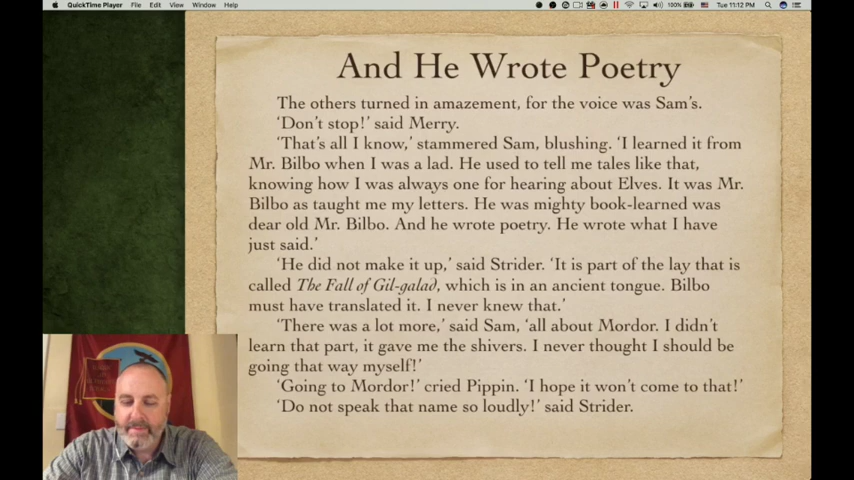 QuickTime Player File Edit View Window Help 100% Tue 11:12 PM
And He Wrote Poetry
The others turned in amazement, for the voice was Sam's.
'Don't stop!' said Merry.
'That's all I know,' stammered Sam, blushing. 'I learned it from
Mr. Bilbo when I was a lad. He used to tell me tales like that,
knowing how I was always one for hearing about Elves. It was Mr.
Bilbo as taught me my letters. He was mighty book-learned was
dear old Mr. Bilbo. And he wrote poetry. He wrote what I have
just said.'
'He did not make it up,' said Strider. 'It is part of the lay that is
called The Fall of Gil-galad, which is in an ancient tongue. Bilbo
must have translated it. I never knew that.'
'There was a lot more,' said Sam, 'all about Mordor. I didn't
learn that part, it gave me the shivers. I never thought I should be
going that way myself!'
'Going to Mordor!' cried Pippin. 'I hope it won't come to that!'
'Do not speak that name so loudly!' said Strider.